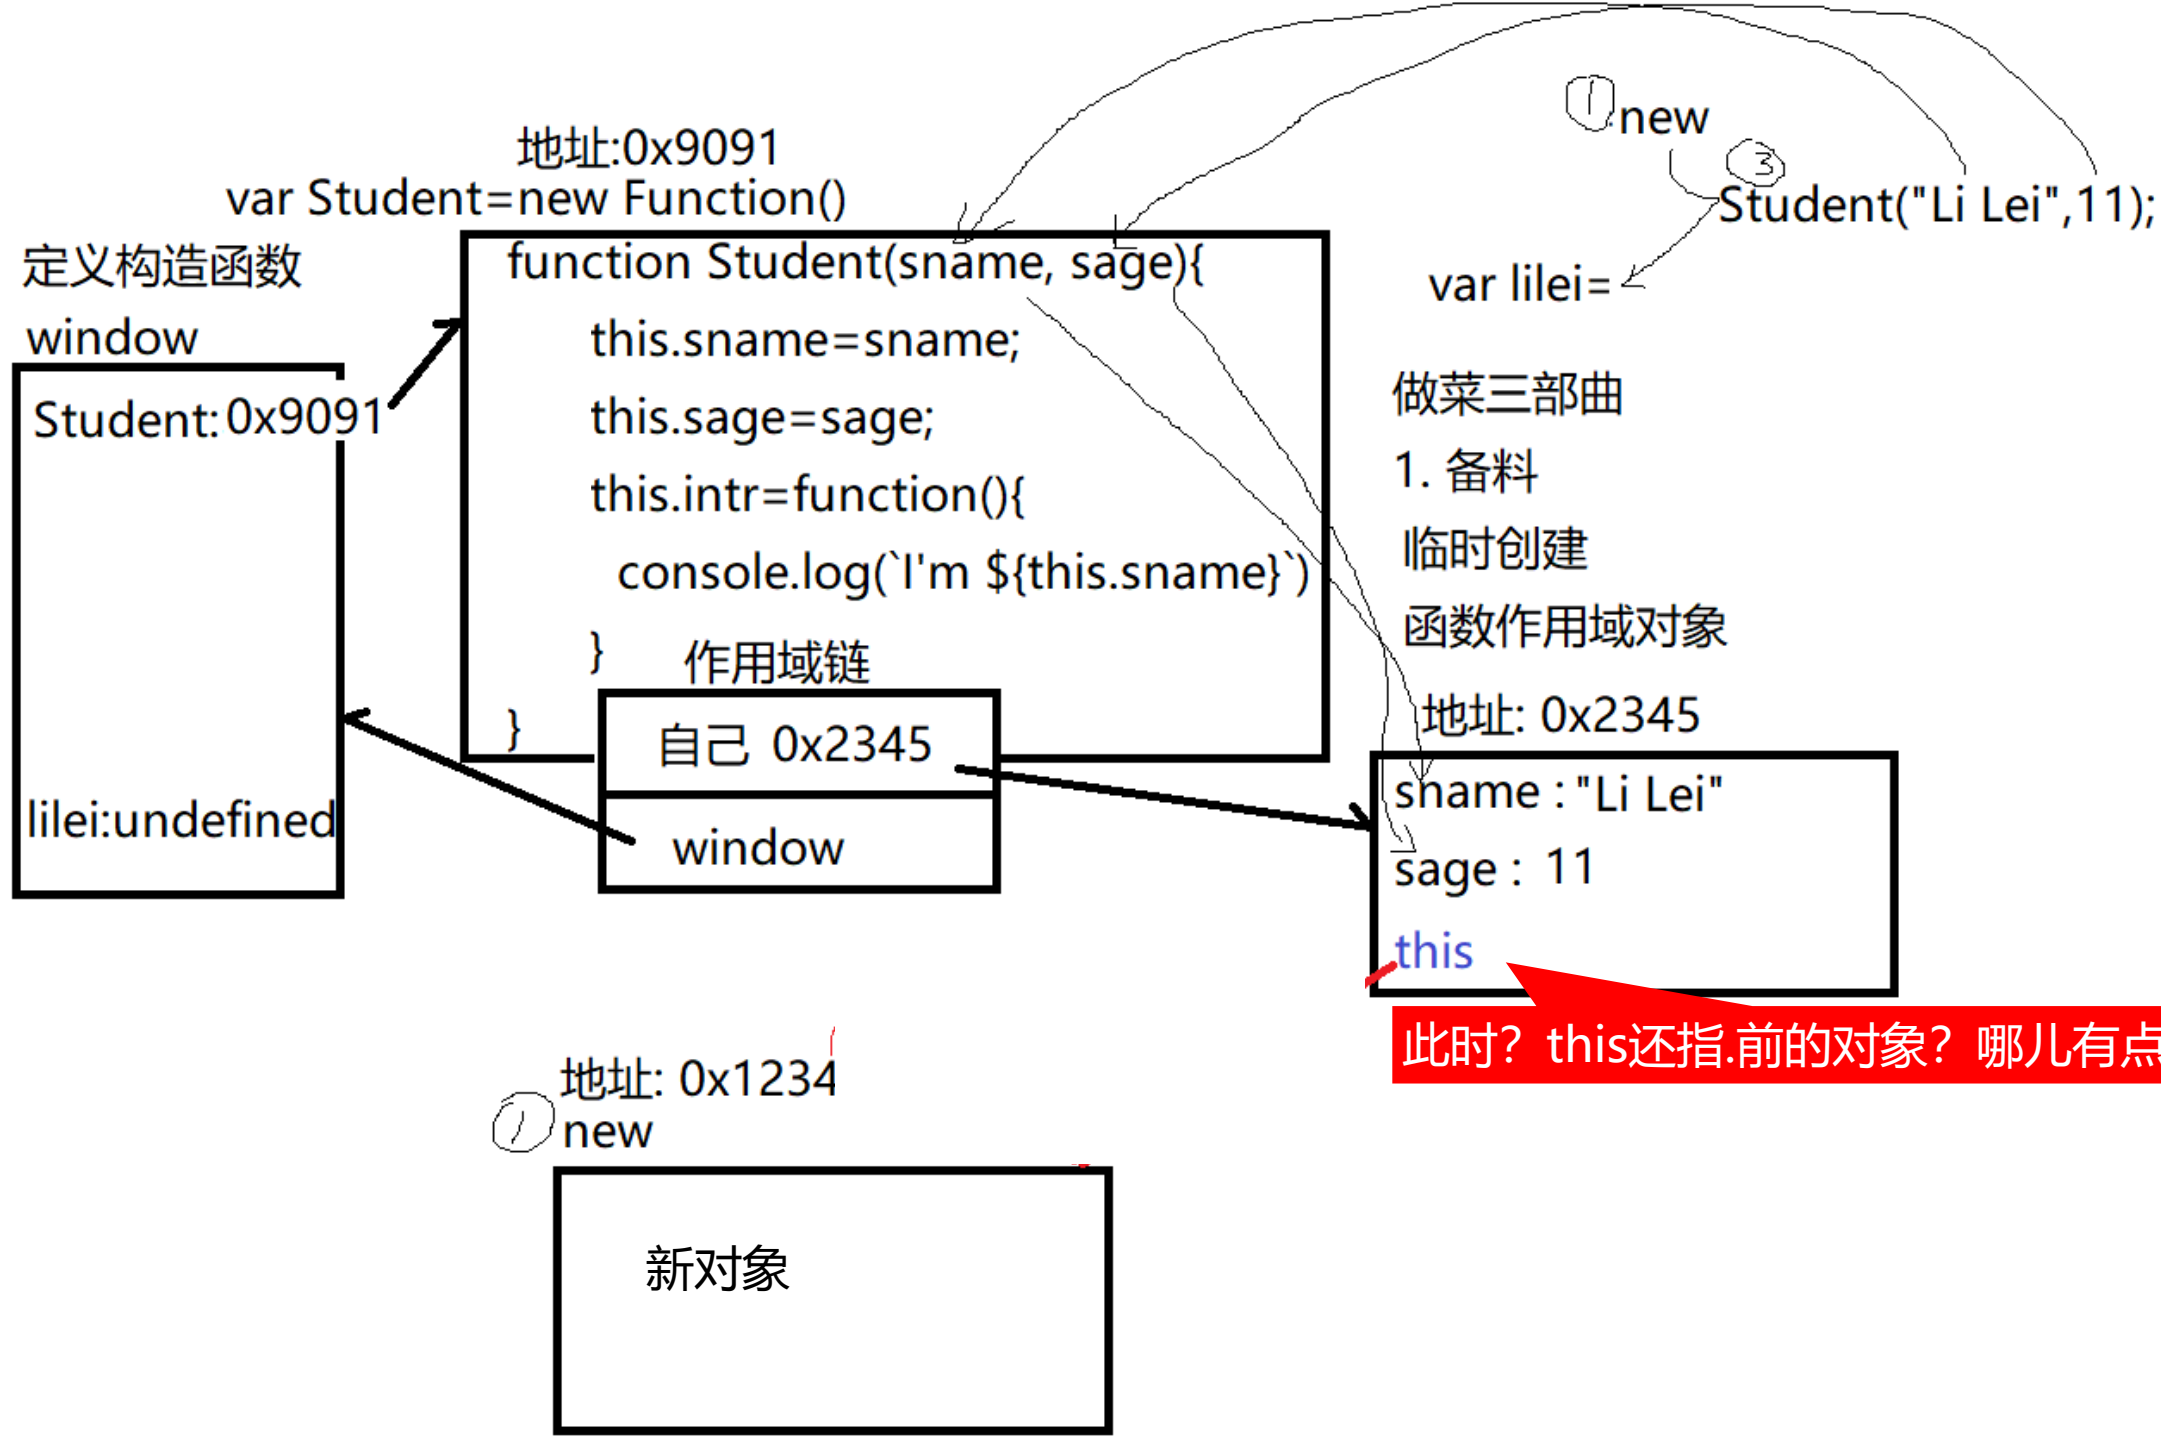 地址:0x9091
var Student=new Function()
定义构造函数
window
Student:0x9091
lilei:undefined
function Student(sname, sage){
this.sname=sname;
this.sage=sage;
this.intr=function(){
console.log(`I'm ${this.sname}`)
}
}
作用域链
自己 0x2345
window
①new
③
Student("Li Lei",11);
var lilei=
做菜三部曲
1. 备料
临时创建
函数作用域对象
地址: 0x2345
sname : "Li Lei"
sage : 11
this
此时？this还指.前的对象？哪儿有点
地址: 0x1234
①new
新对象